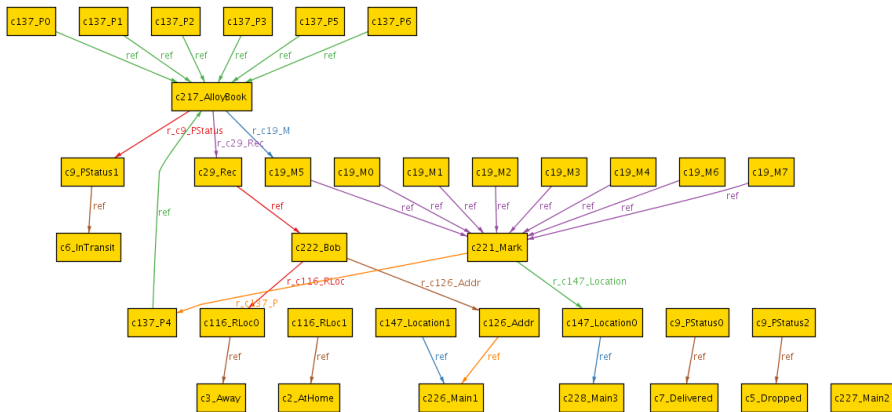 c137_P0
c137_P1
c137_P2
c137_P3
c137_P5
c137_P6
ref
ref
ref
ref
ref
ref
c217_AlloyBook
r_c9_PStatus
r_c29_Rec
r_c19_M
c9_PStatus1
c29_Rec
c19_M5
c19_M0
c19_M1
c19_M2
c19_M3
c19_M4
c19_M6
c19_M7
ref
ref
ref
ref
ref
ref
ref
ref
ref
ref
ref
ref
c6_InTransit
c222_Bob
c221_Mark
r_c116_RLoc
r_c126_Addr
r_c147_Location
r_c137_P
c137_P4
c116_RLoc0
c116_RLoc1
c147_Location1
c126_Addr
c147_Location0
c9_PStatus0
c9_PStatus2
ref
ref
ref
ref
ref
ref
ref
c3_Away
c2_AtHome
c226_Main1
c228_Main3
c7_Delivered
c5_Dropped
c227_Main2